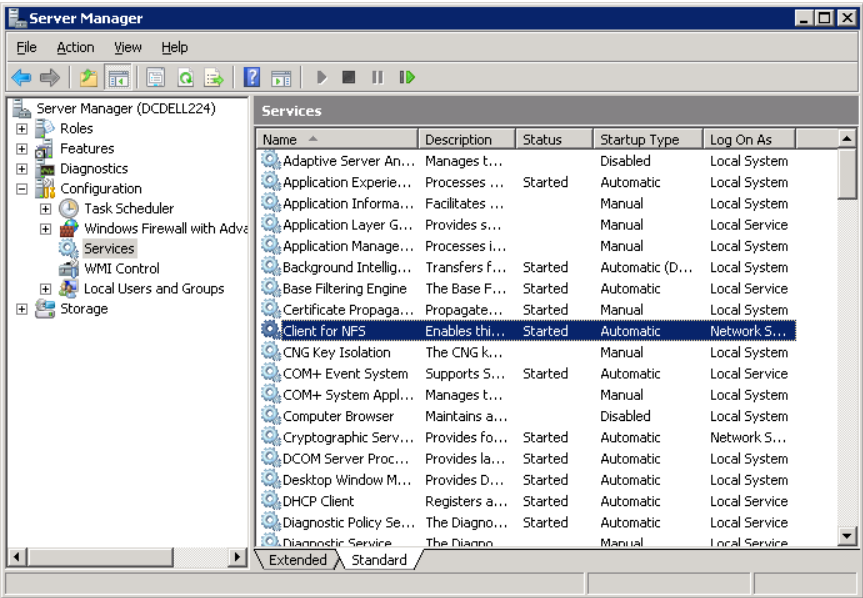 Server Manager
File Action View Help
Server Manager (DCDELL224)
Roles
Features
Diagnostics
Configuration
Task Scheduler
Windows Firewall with Adva
Services
WMI Control
Local Users and Groups
Storage
Services
Name Description Status Startup Type Log On As
Adaptive Server An... Manages t... Disabled Local System
Application Experie... Processes ... Started Automatic Local System
Application Informa... Facilitates ... Manual Local System
Application Layer G... Provides s... Manual Local Service
Application Manage... Processes i... Manual Local System
Background Intellig... Transfers f... Started Automatic (D... Local System
Base Filtering Engine The Base F... Started Automatic Local Service
Certificate Propaga... Propagate... Started Manual Local System
Client for NFS Enables thi... Started Automatic Network S...
CNG Key Isolation The CNG k... Manual Local System
COM+ Event System Supports S... Started Automatic Local Service
COM+ System Appl... Manages t... Manual Local System
Computer Browser Maintains a... Disabled Local System
Cryptographic Serv... Provides fo... Started Automatic Network S...
DCOM Server Proc... Provides la... Started Automatic Local System
Desktop Window M... Provides D... Started Automatic Local System
DHCP Client Registers a... Started Automatic Local Service
Diagnostic Policy Se... The Diagno... Started Automatic Local Service
Diagnostic Service The Diagno Manual Local Service
Extended Standard